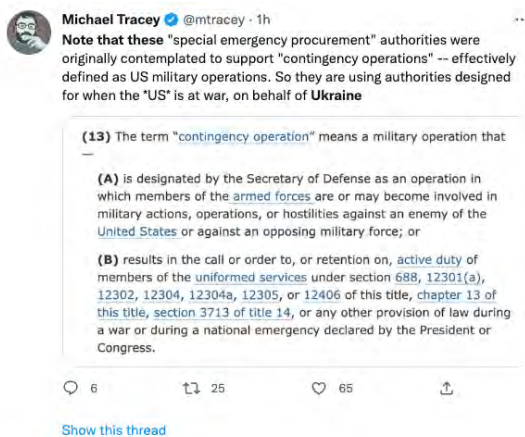 Michael Tracey @mtracey · 1h
Note that these "special emergency procurement" authorities were
originally contemplated to support "contingency operations" -- effectively
defined as US military operations. So they are using authorities designed
for when the *US* is at war, on behalf of Ukraine
(13) The term "contingency operation" means a military operation that
—
(A) is designated by the Secretary of Defense as an operation in
which members of the armed forces are or may become involved in
military actions, operations, or hostilities against an enemy of the
United States or against an opposing military force; or
(B) results in the call or order to, or retention on, active duty of
members of the uniformed services under section 688, 12301(a),
12302, 12304, 12304a, 12305, or 12406 of this title, chapter 13 of
this title, section 3713 of title 14, or any other provision of law during
a war or during a national emergency declared by the President or
Congress.
6 25 65
Show this thread